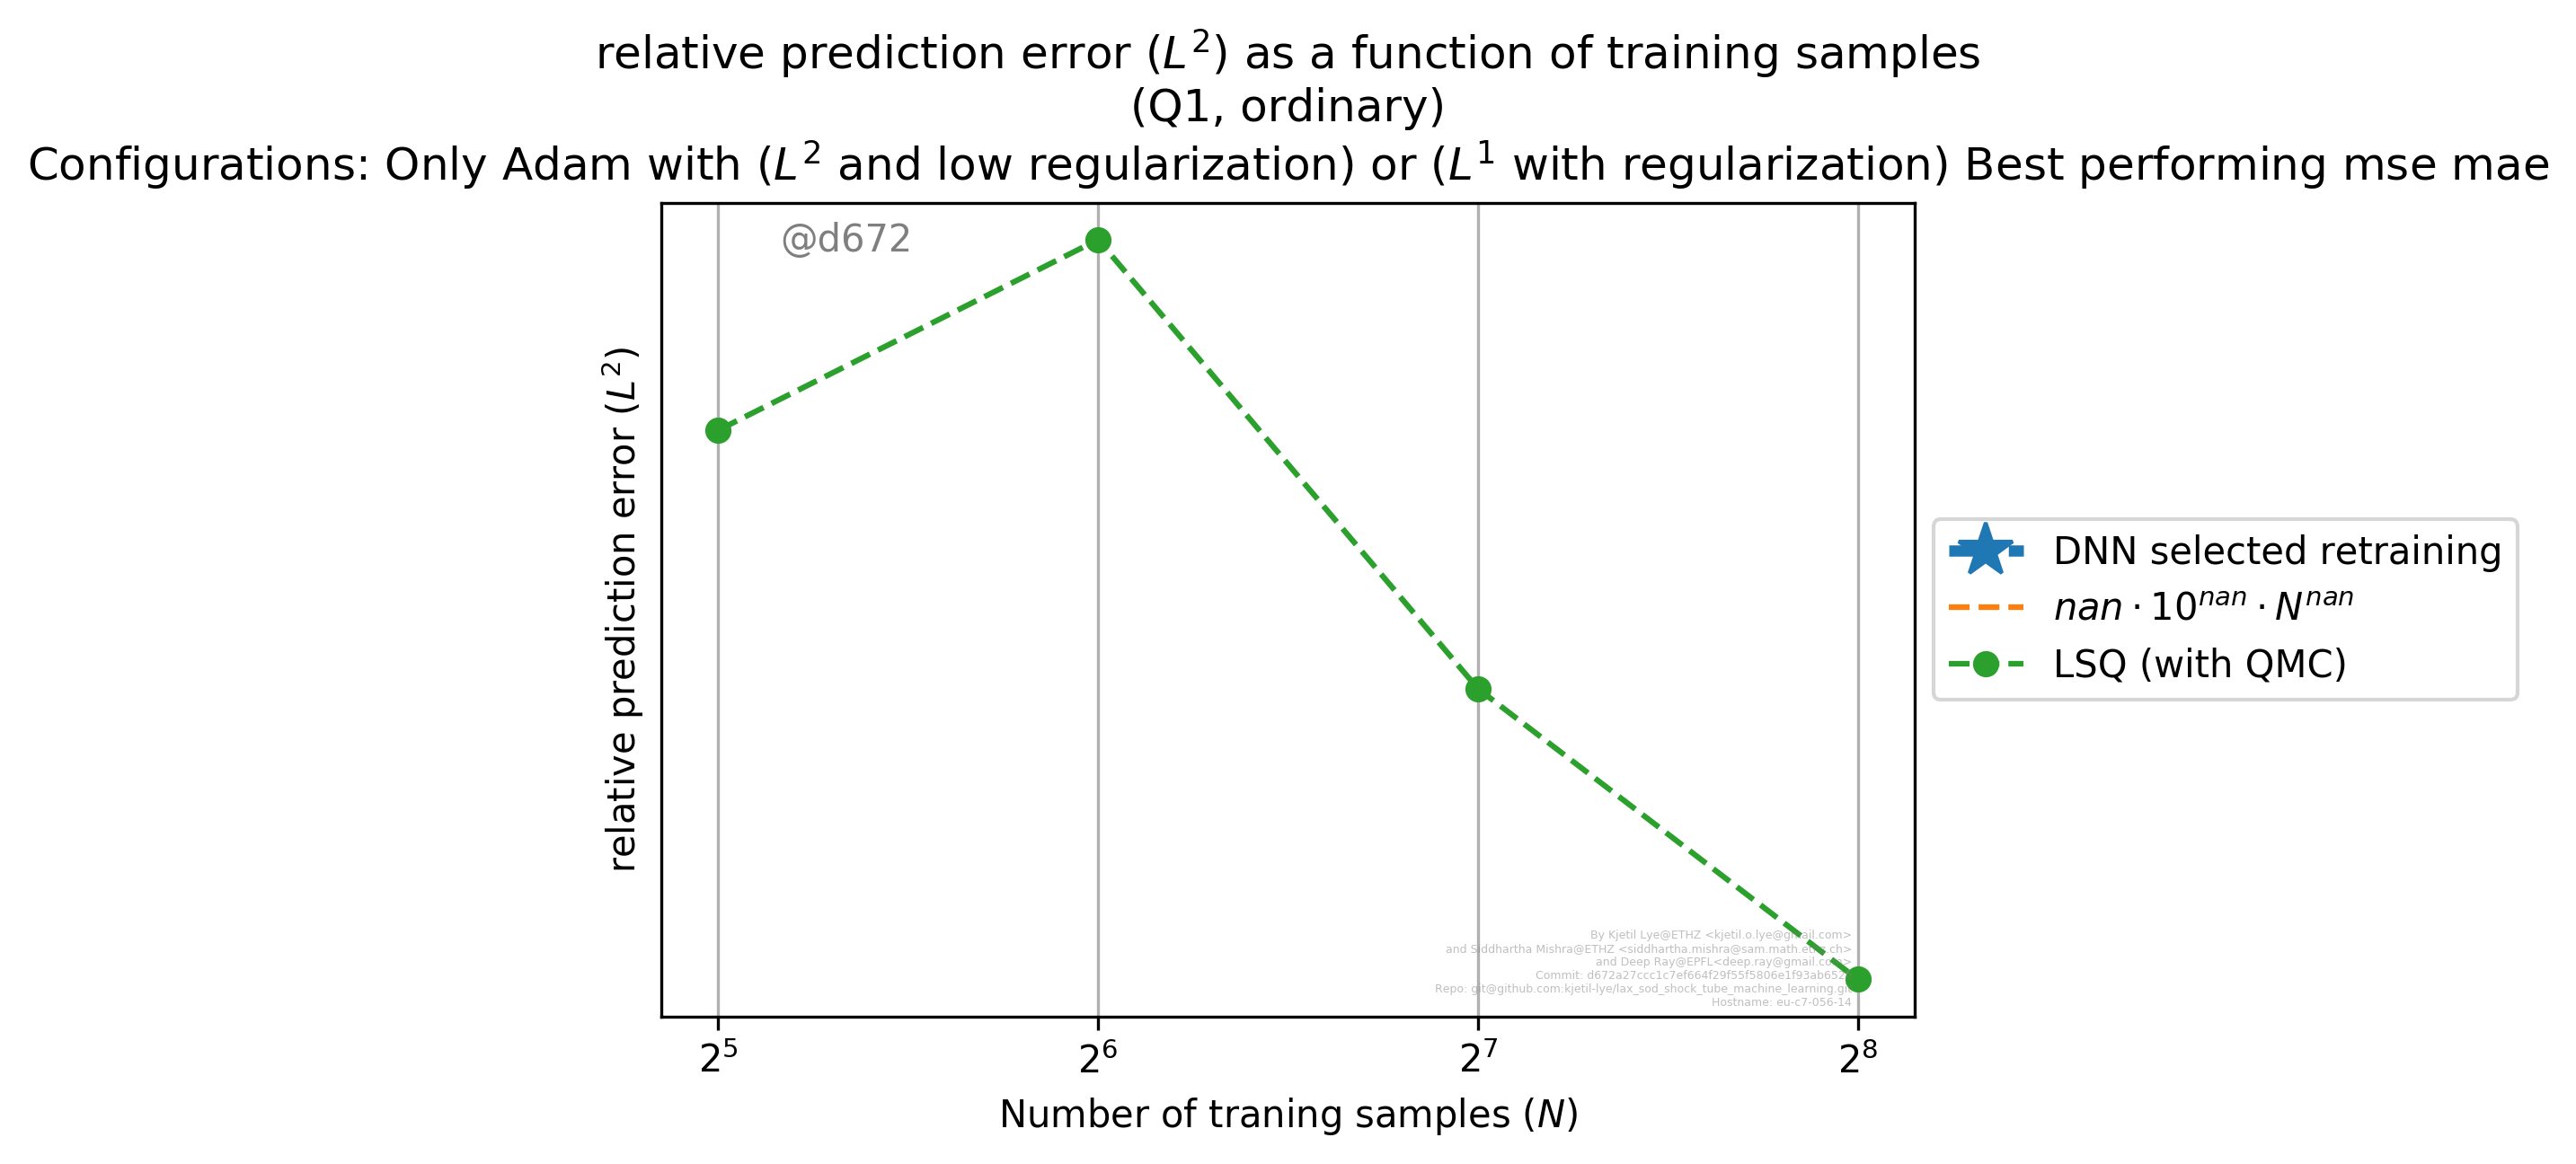 relative prediction error (L²) as a function of training samples
(Q1, ordinary)
Configurations: Only Adam with (L² and low regularization) or (L¹ with regularization) Best performing mse mae
@d672
relative prediction error (L²)
DNN selected retraining
nan · 10ⁿᵃⁿ · Nⁿᵃⁿ
LSQ (with QMC)
By Kjetil Lye@ETHZ <kjetil.o.lye@gmail.com>
and Siddhartha Mishra@ETHZ <siddhartha.mishra@sam.math.ethz.ch>
and Deep Ray@EPFL<deep.ray@gmail.com>
Commit:
Repo: git@github.com:kjetil-lye/lax_sod_shock_tube_machine_learning.git
Hostname: eu-c7-056-14
2⁵ 2⁶ 2⁷ 2⁸
Number of traning samples (N)